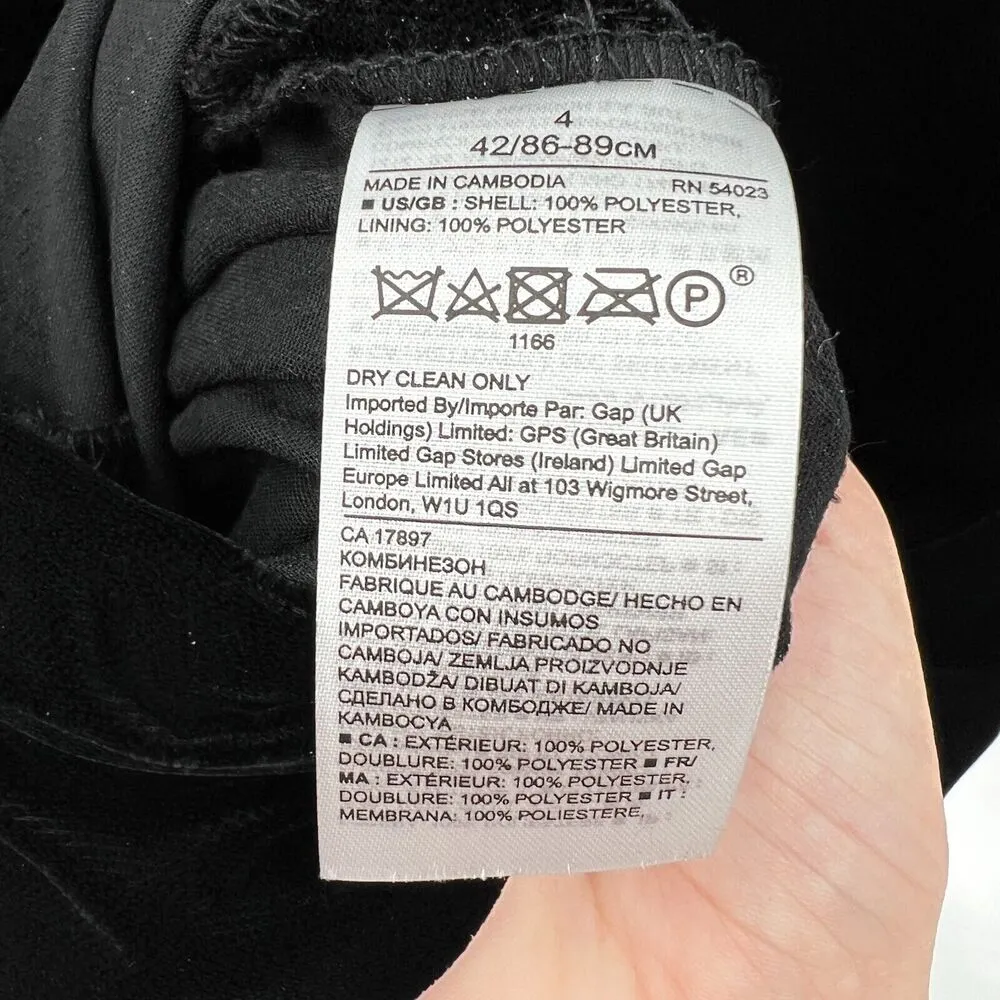 4
42/86-89CM
MADE IN CAMBODIA RN 54023
■ US/GB : SHELL: 100% POLYESTER,
LINING: 100% POLYESTER
P ®
1166
DRY CLEAN ONLY
Imported By/Importe Par: Gap (UK
Holdings) Limited: GPS (Great Britain)
Limited Gap Stores (Ireland) Limited Gap
Europe Limited All at 103 Wigmore Street,
London, W1U 1QS
CA 17897
КОМБИНЕЗОН
FABRIQUE AU CAMBODGE/ HECHO EN
CAMBOYA CON INSUMOS
IMPORTADOS/ FABRICADO NO
CAMBOJA/ ZEMLJA PROIZVODNJE
KAMBODŽA/ DIBUAT DI KAMBOJA/
СДЕЛАНО В КОМБОДЖЕ/ MADE IN
KAMBOCYA
■ CA : EXTÉRIEUR: 100% POLYESTER,
DOUBLURE: 100% POLYESTER ■ FR/
MA : EXTÉRIEUR: 100% POLYESTER,
DOUBLURE: 100% POLYESTER ■ IT :
MEMBRANA: 100% POLIESTERE,